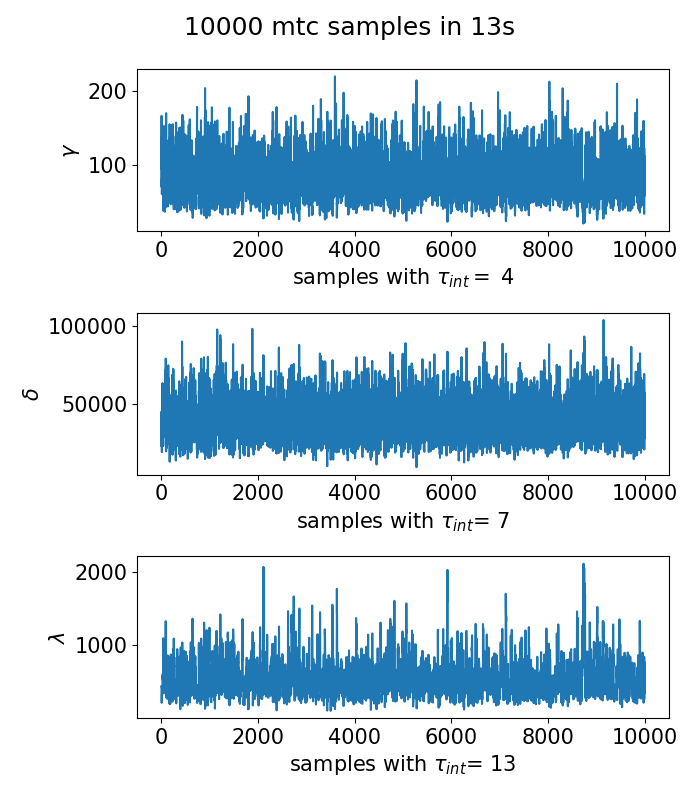 10000 mtc samples in 13s
200
100
γ
0 2000 4000 6000 8000 10000
samples with τint = 4
100000
50000
δ
0 2000 4000 6000 8000 10000
samples with τint= 7
2000
1000
λ
0 2000 4000 6000 8000 10000
samples with τint= 13